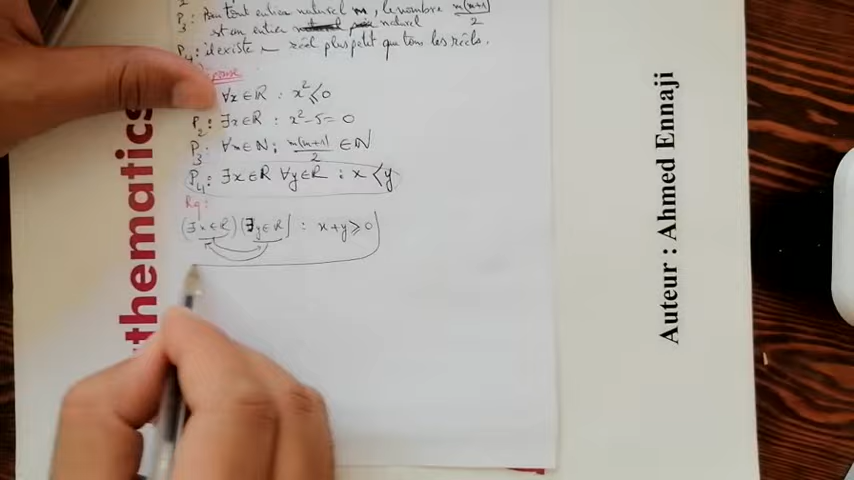 P3: Pour tout entier naturel n, le nombre n(n+1)/2
est un entier naturel
P4: il existe un réel plus petit que tous les réels.
∀x∈ℝ : x²≤0
P2: ∃x∈ℝ : x²-5=0
P3: ∀n∈ℕ; n(n+1)/2 ∈ℕ
P4: ∃x∈ℝ ∀y∈ℝ : x<y
Rq:
(∃x∈ℝ)(∃y∈ℝ) : x+y≥0
thématiques
Auteur : Ahmed Ennaji